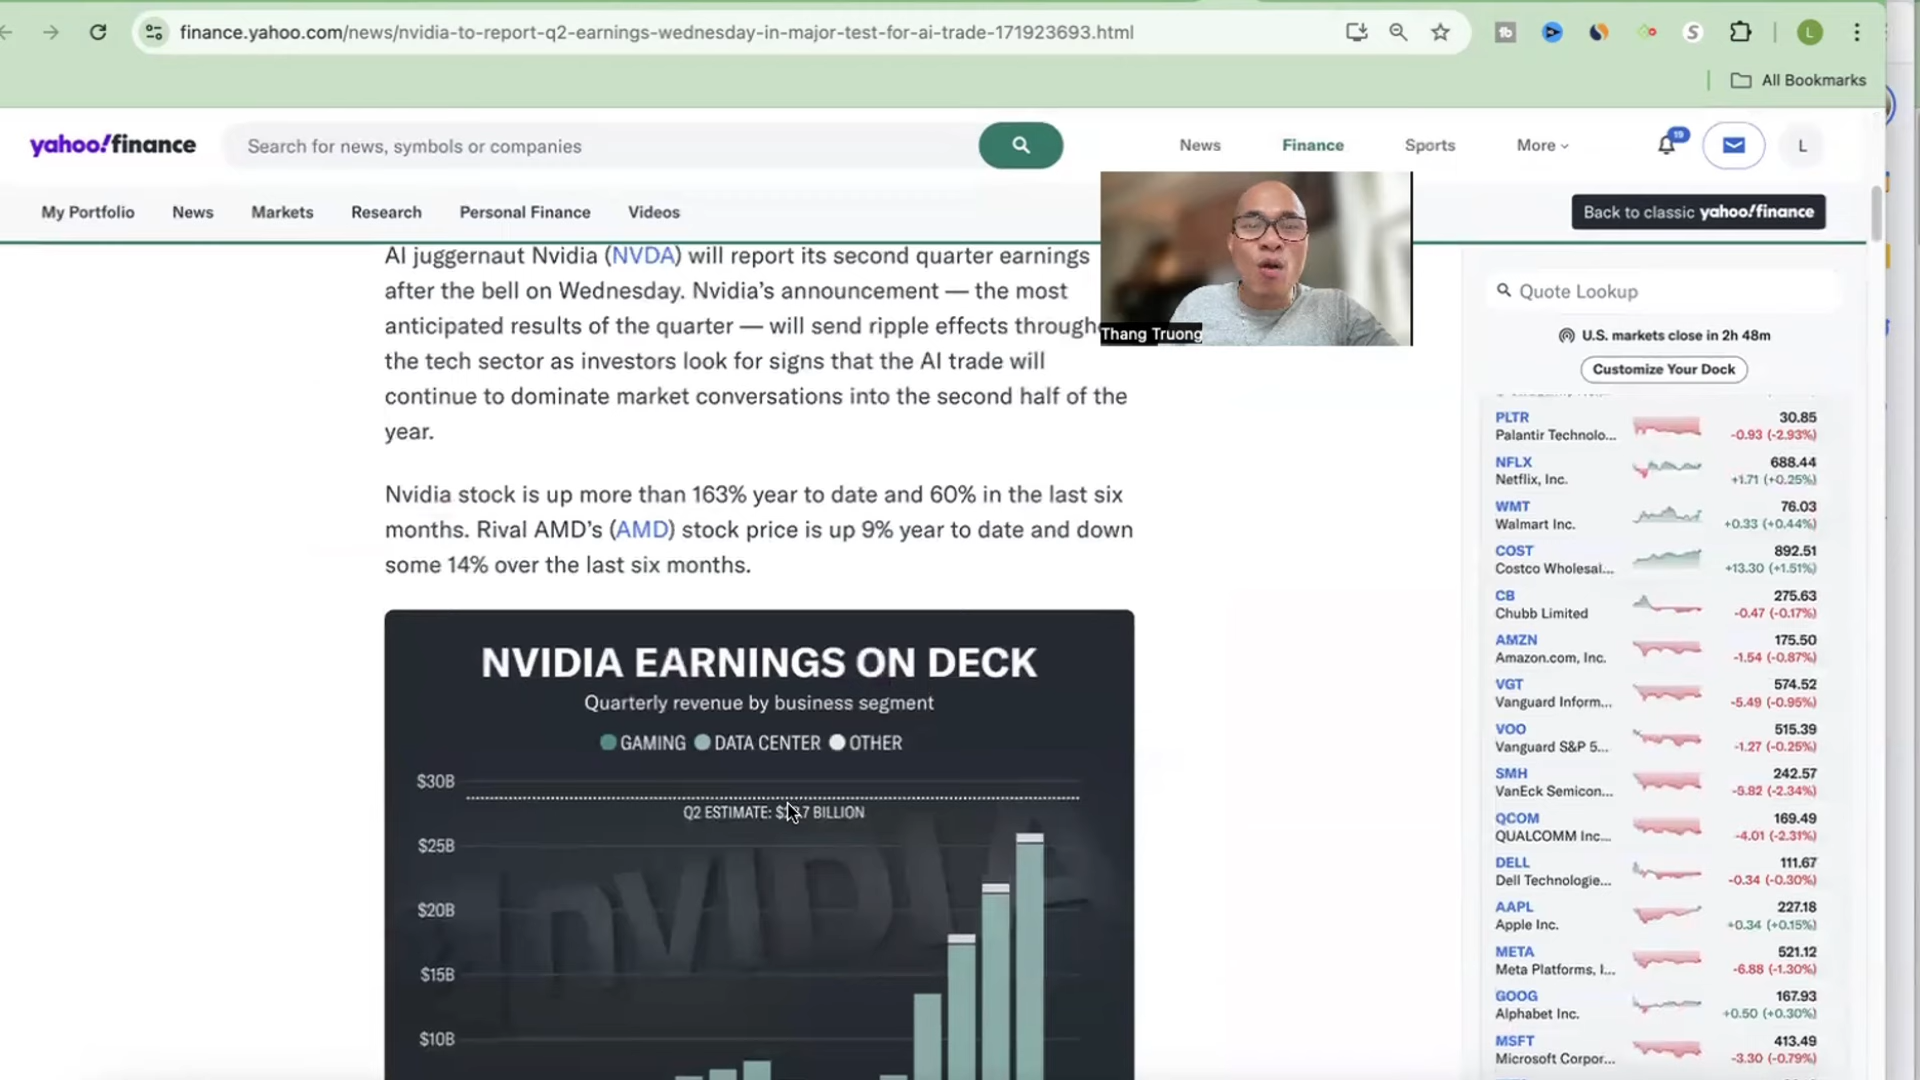 finance.yahoo.com/news/nvidia-to-report-q2-earnings-wednesday-in-major-test-for-ai-trade-171923693.html
tb
S
L
All Bookmarks
yahoo!finance
Search for news, symbols or companies
News
Finance
Sports
More
19
L
My Portfolio
News
Markets
Research
Personal Finance
Videos
Back to classic yahoo!finance
AI juggernaut Nvidia (NVDA) will report its second quarter earnings
after the bell on Wednesday. Nvidia's announcement — the most
anticipated results of the quarter — will send ripple effects
the tech sector as investors look for signs that the AI trade will
continue to dominate market conversations into the second half of the
year.
Thang Truong
Nvidia stock is up more than 163% year to date and 60% in the last six
months. Rival AMD's (AMD) stock price is up 9% year to date and down
some 14% over the last six months.
NVIDIA EARNINGS ON DECK
Quarterly revenue by business segment
GAMING DATA CENTER OTHER
$30B
Q2 ESTIMATE: BILLION
$25B
nVIDIA
$20B
$15B
$10B
Quote Lookup
U.S. markets close in 2h 48m
Customize Your Dock
PLTR 30.85
Palantir Technolo... -0.93 (-2.93%)
NFLX 688.44
Netflix, Inc. +1.71 (+0.25%)
WMT 76.03
Walmart Inc. +0.33 (+0.44%)
COST 892.51
Costco Wholesal... +13.30 (+1.51%)
CB 275.63
Chubb Limited -0.47 (-0.17%)
AMZN 175.50
Amazon.com, Inc. -1.54 (-0.87%)
VGT 574.52
Vanguard Inform... -5.49 (-0.95%)
VOO 515.39
Vanguard S&P 5... -1.27 (-0.25%)
SMH 242.57
VanEck Semicon... -5.82 (-2.34%)
QCOM 169.49
QUALCOMM Inc... -4.01 (-2.31%)
DELL 111.67
Dell Technologie... -0.34 (-0.30%)
AAPL 227.18
Apple Inc. +0.34 (+0.15%)
META 521.12
Meta Platforms, I... -6.88 (-1.30%)
GOOG 167.93
Alphabet Inc. +0.50 (+0.30%)
MSFT 413.49
Microsoft Corpor... -3.30 (-0.79%)